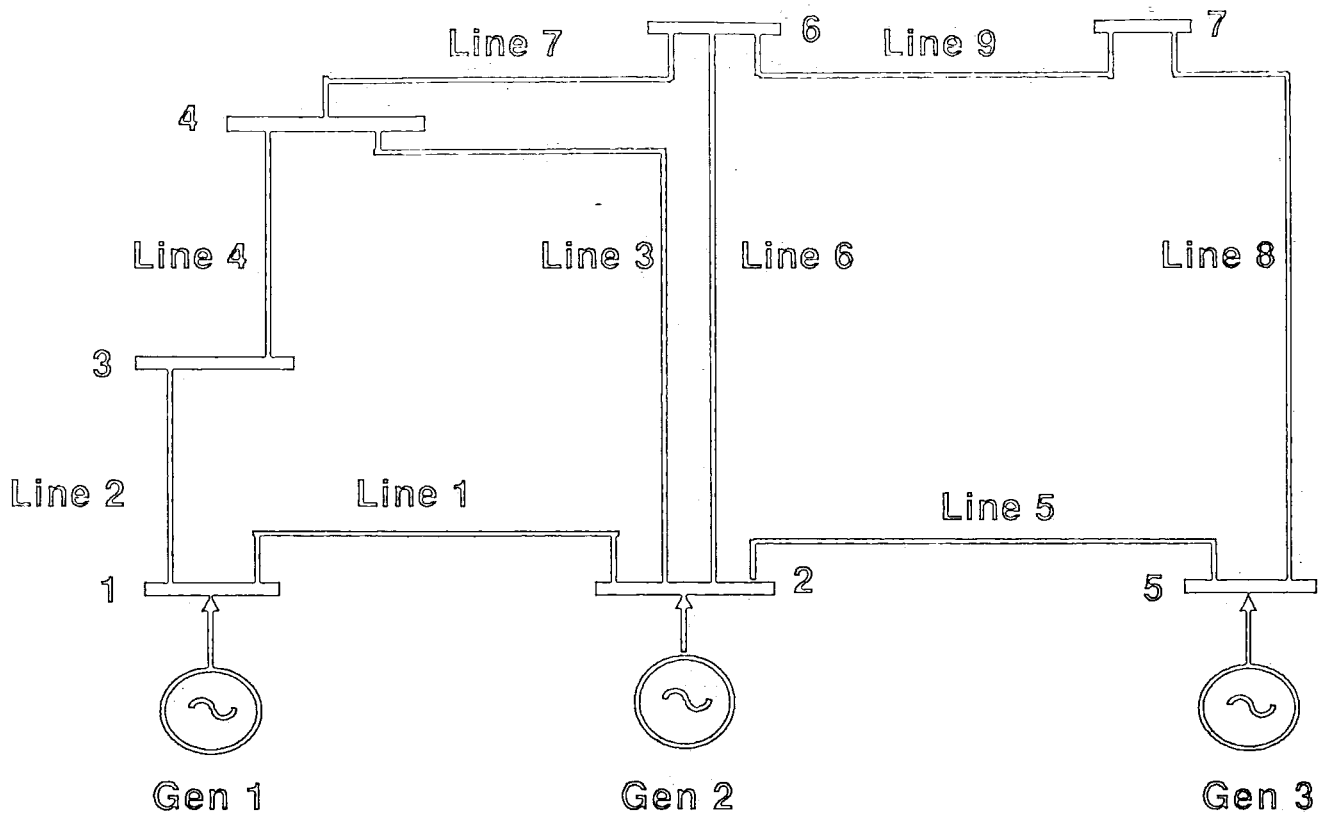 6
7
Line 7
Line 9
4
Line 4
Line 3
Line 6
Line 8
3
Line 2
Line 1
Line 5
1
2
5
Gen 1
Gen 2
Gen 3